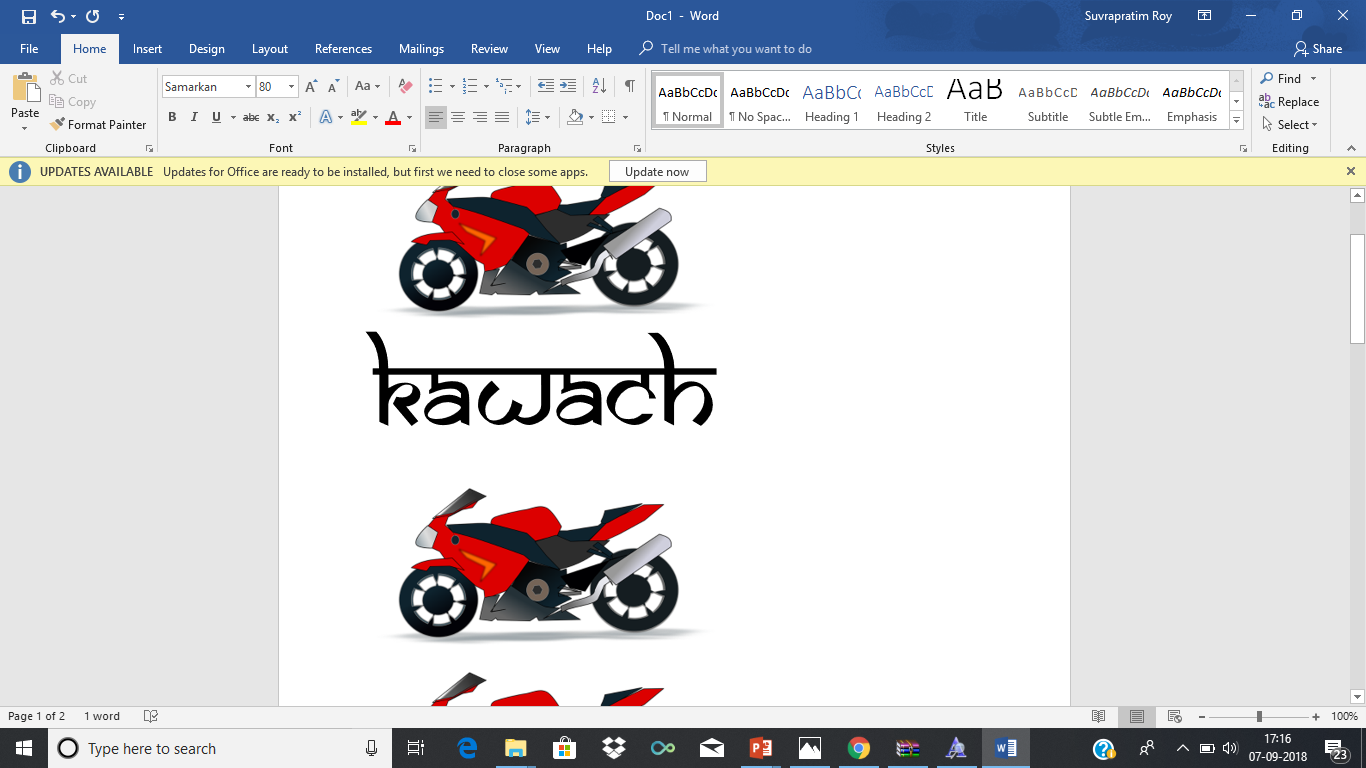 Doc1 - Word
Suvrapratim Roy
File Home Insert Design Layout References Mailings Review View Help Tell me what you want to do Share
Paste
Cut
Copy
Format Painter
Clipboard
Samarkan 80
Aa
B I U abc x₂ x² A ab A
Font
Paragraph
AaBbCcDc AaBbCcDc AaBbCc AaBbCcD AaB AaBbCcD AaBbCcDc AaBbCcDc
¶ Normal ¶ No Spac... Heading 1 Heading 2 Title Subtitle Subtle Em... Emphasis
Styles
Find
Replace
Select
Editing
UPDATES AVAILABLE Updates for Office are ready to be installed, but first we need to close some apps. Update now
kawach
Page 1 of 2 1 word 100%
Type here to search
17:16
07-09-2018
23